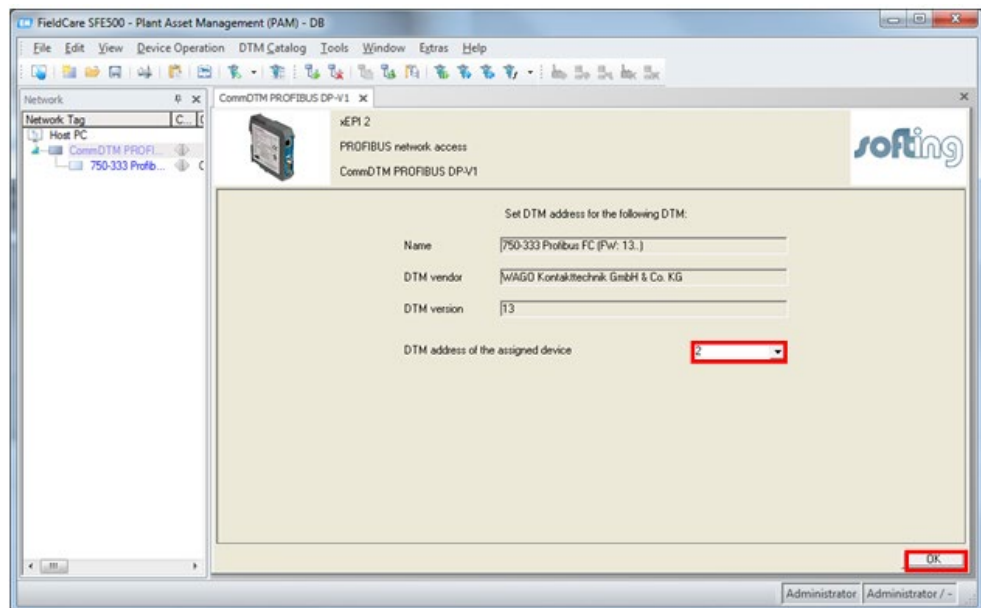 FieldCare SFE500 - Plant Asset Management (PAM) - DB
File Edit View Device Operation DTM Catalog Tools Window Extras Help
Network
CommDTM PROFIBUS DP-V1
Network Tag C...
Host PC
CommDTM PROFI...
750-333 Profib...
xEPI 2
PROFIBUS network access
CommDTM PROFIBUS DP-V1
softing
Set DTM address for the following DTM:
Name 750-333 Profibus FC (FW: 13..)
DTM vendor WAGO Kontakttechnik GmbH & Co. KG
DTM version 13
DTM address of the assigned device 2
OK
Administrator Administrator / -